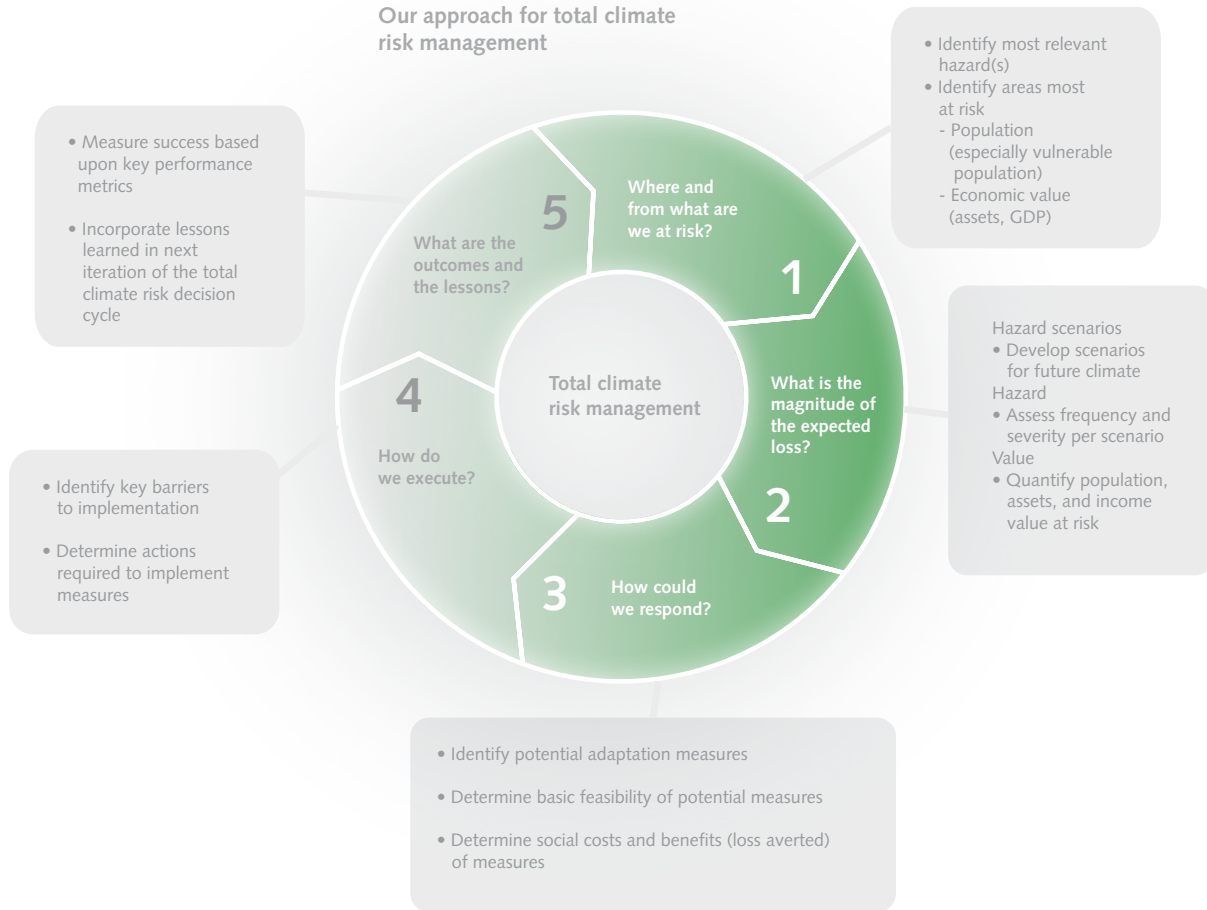 Our approach for total climate
risk management
• Identify most relevant
hazard(s)
• Identify areas most
at risk
- Population
(especially vulnerable
population)
- Economic value
(assets, GDP)
• Measure success based
upon key performance
metrics
• Incorporate lessons
learned in next
iteration of the total
climate risk decision
cycle
5
What are the
outcomes and
the lessons?
Where and
from what are
we at risk?
1
Hazard scenarios
• Develop scenarios
for future climate
Hazard
• Assess frequency and
severity per scenario
Value
• Quantify population,
assets, and income
value at risk
Total climate
risk management
What is the
magnitude of
the expected
loss?
2
4
How do
we execute?
• Identify key barriers
to implementation
• Determine actions
required to implement
measures
3
How could
we respond?
• Identify potential adaptation measures
• Determine basic feasibility of potential measures
• Determine social costs and benefits (loss averted)
of measures